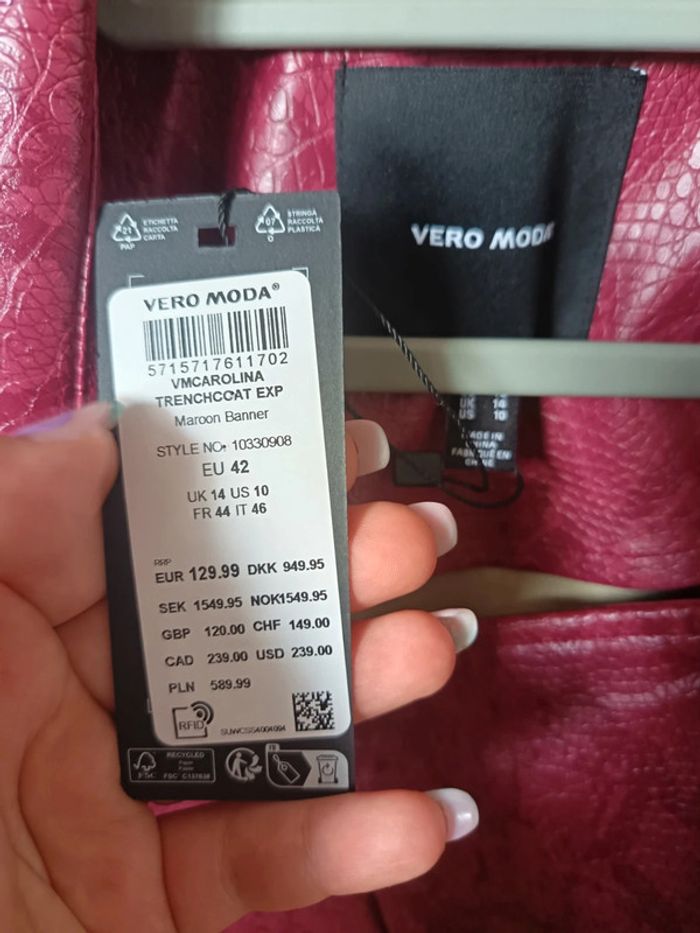 21
PAP
ETICHETTA
RACCOLTA
CARTA
07
O
STRINGA
RACCOLTA
PLASTICA
VERO MODA®
5715717611702
VMCAROLINA
TRENCHCOAT EXP
Maroon Banner
STYLE NO• 10330908
EU 42
UK 14 US 10
FR 44 IT 46
RRP
EUR 129.99 DKK 949.95
SEK 1549.95 NOK1549.95
GBP 120.00 CHF 149.00
CAD 239.00 USD 239.00
PLN 589.99
RFID
RECYCLED
Paper
FSC
FR
VERO MODA
UK 14
US 10
MADE IN
CHINA